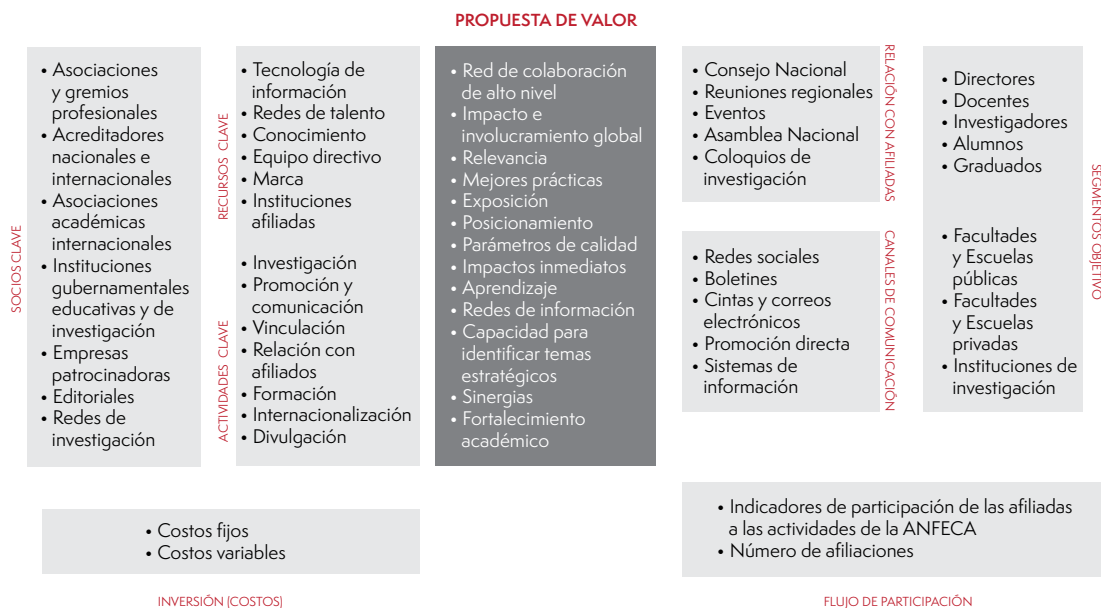 PROPUESTA DE VALOR
SOCIOS CLAVE
• Asociaciones
y gremios
profesionales
• Acreditadores
nacionales e
internacionales
• Asociaciones
académicas
internacionales
• Instituciones
gubernamentales
educativas y de
investigación
• Empresas
patrocinadoras
• Editoriales
• Redes de
investigación
RECURSOS CLAVE
• Tecnología de
información
• Redes de talento
• Conocimiento
• Equipo directivo
• Marca
• Instituciones
afiliadas
ACTIVIDADES CLAVE
• Investigación
• Promoción y
comunicación
• Vinculación
• Relación con
afiliados
• Formación
• Internacionalización
• Divulgación
• Red de colaboración
de alto nivel
• Impacto e
involucramiento global
• Relevancia
• Mejores prácticas
• Exposición
• Posicionamiento
• Parámetros de calidad
• Impactos inmediatos
• Aprendizaje
• Redes de información
• Capacidad para
identificar temas
estratégicos
• Sinergias
• Fortalecimiento
académico
• Consejo Nacional
• Reuniones regionales
• Eventos
• Asamblea Nacional
• Coloquios de
investigación
RELACIÓN CON AFILIADAS
• Redes sociales
• Boletines
• Cintas y correos
electrónicos
• Promoción directa
• Sistemas de
información
CANALES DE COMUNICACIÓN
• Directores
• Docentes
• Investigadores
• Alumnos
• Graduados
• Facultades
y Escuelas
públicas
• Facultades
y Escuelas
privadas
• Instituciones de
investigación
SEGMENTOS OBJETIVO
• Costos fijos
• Costos variables
INVERSIÓN (COSTOS)
• Indicadores de participación de las afiliadas
a las actividades de la ANFECA
• Número de afiliaciones
FLUJO DE PARTICIPACIÓN